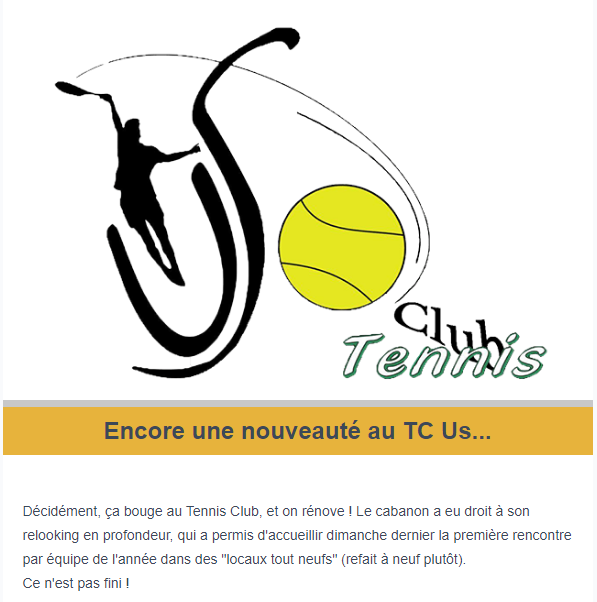 US
Club
Tennis
Encore une nouveauté au TC Us...
Décidément, ça bouge au Tennis Club, et on rénove ! Le cabanon a eu droit à son
relooking en profondeur, qui a permis d'accueillir dimanche dernier la première rencontre
par équipe de l'année dans des "locaux tout neufs" (refait à neuf plutôt).
Ce n'est pas fini !